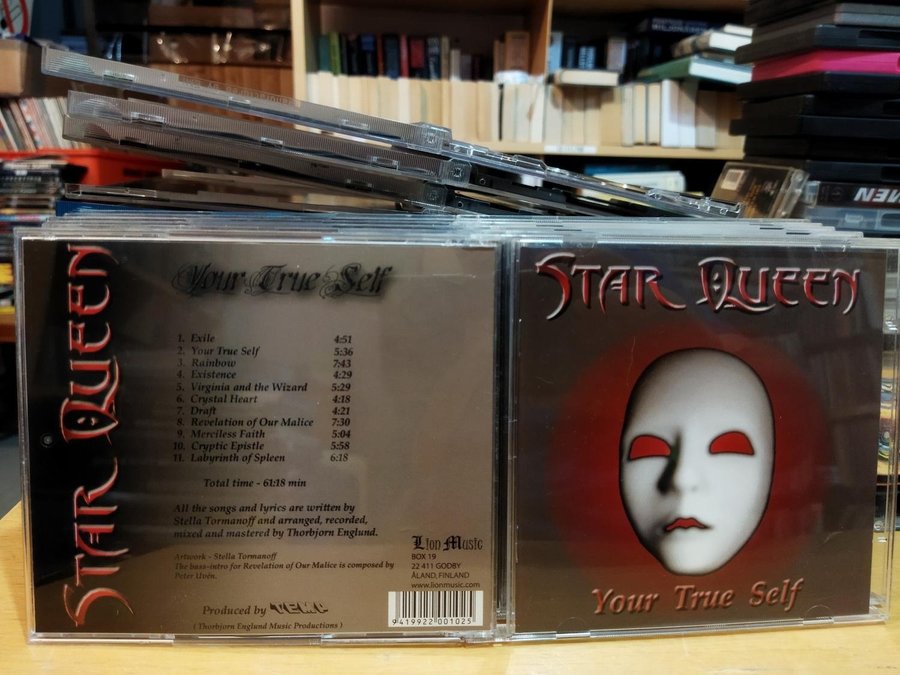 STAR QUEEN
Your True Self
1. Exile 4:51
2. Your True Self 5:36
3. Rainbow 7:43
4. Existence 4:29
5. Virginia and the Wizard 5:29
6. Crystal Heart 4:18
7. Draft 4:21
8. Revelation of Our Malice 7:30
9. Merciless Faith 5:04
10. Cryptic Epistle 5:58
11. Labyrinth of Spleen 6:18
Total time - 61:18 min
All the songs and lyrics are written by
Stella Tormanoff and arranged, recorded,
mixed and mastered by Thorbjorn Englund.
Artwork - Stella Tormanoff
The bass-intro for Revelation of Our Malice is composed by
Peter Uvén.
Produced by TEMP
( Thorbjorn Englund Music Productions )
Lion Music
BOX 19
22 411 GODBY
ÅLAND, FINLAND
www.lionmusic.com
9 419922 001025
STAR QUEEN
Your True Self
MEN